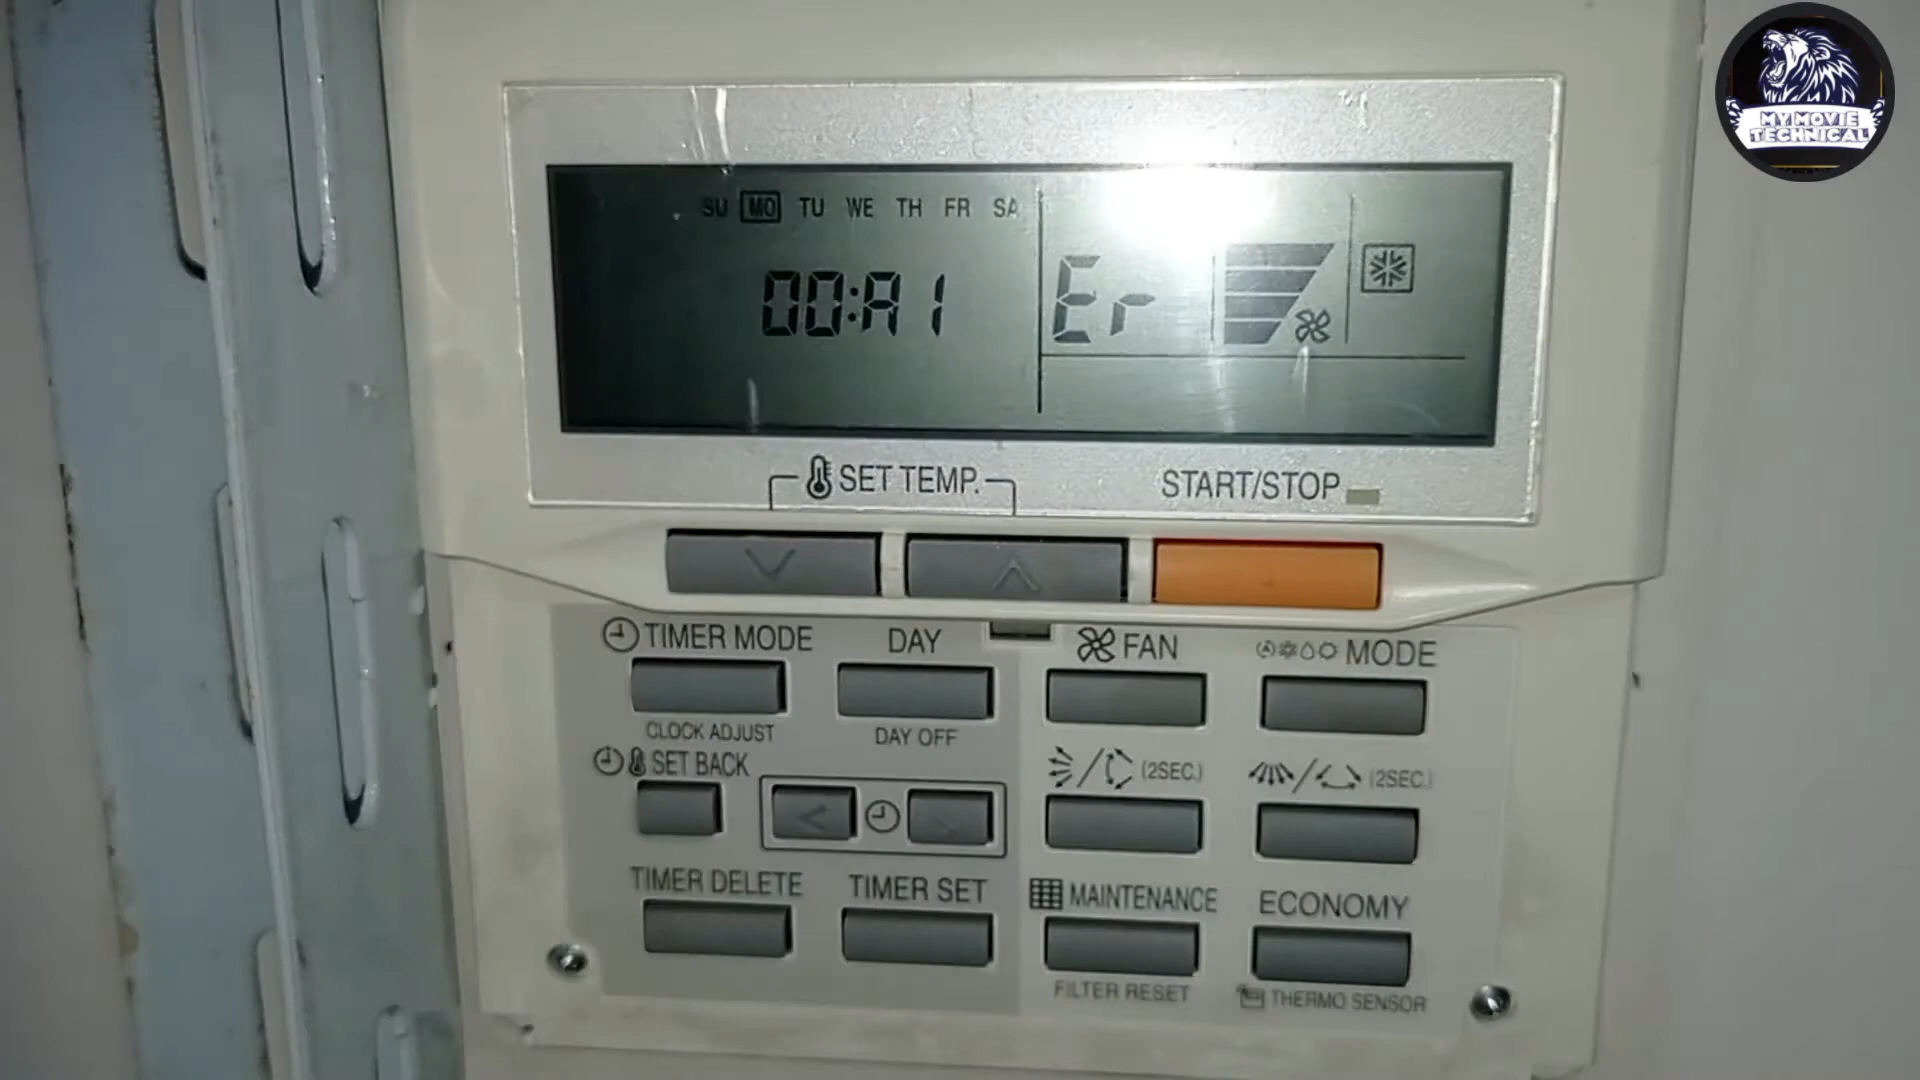 MY MOVIE
TECHNICAL
SU MO TU WE TH FR SA
00:A1 Er
SET TEMP.
START/STOP
TIMER MODE DAY FAN MODE
CLOCK ADJUST DAY OFF
SET BACK (2SEC.) (2SEC.)
TIMER DELETE TIMER SET MAINTENANCE ECONOMY
FILTER RESET THERMO SENSOR